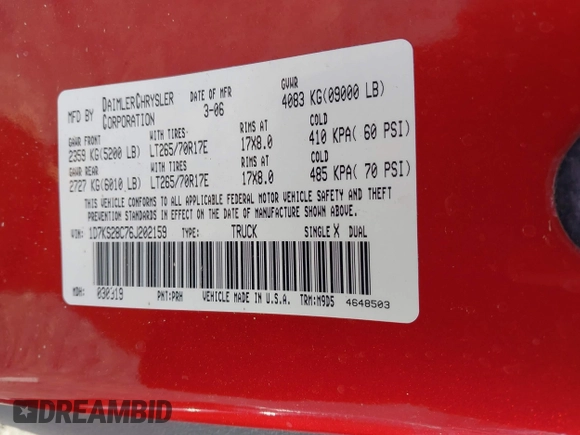 MFD BY DAIMLERCHRYSLER CORPORATION
DATE OF MFR 3-06
GVWR 4083 KG(09000 LB)
GAWR FRONT 2359 KG(5200 LB)
WITH TIRES LT265/70R17E
RIMS AT 17X8.0
COLD 410 KPA( 60 PSI)
GAWR REAR 2727 KG(6010 LB)
WITH TIRES LT265/70R17E
RIMS AT 17X8.0
COLD 485 KPA( 70 PSI)
THIS VEHICLE CONFORMS TO ALL APPLICABLE FEDERAL MOTOR VEHICLE SAFETY AND THEFT
PREVENTION STANDARDS IN EFFECT ON THE DATE OF MANUFACTURE SHOWN ABOVE.
VIN: 1D7KS28C76J202159 TYPE: TRUCK SINGLE X DUAL
MDH: 030319 PNT:PRH VEHICLE MADE IN U.S.A. TRM:M9D5
4648503
DREAMBID